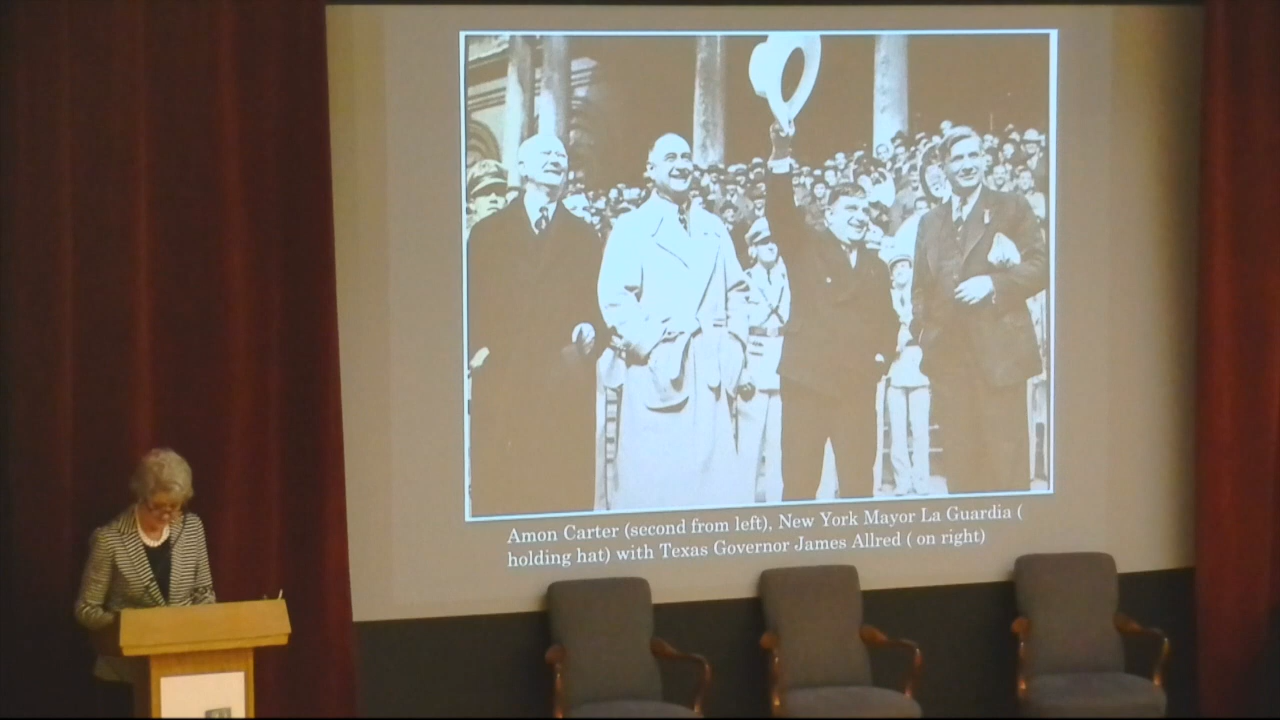 Amon Carter (second from left), New York Mayor La Guardia (
holding hat) with Texas Governor James Allred ( on right)